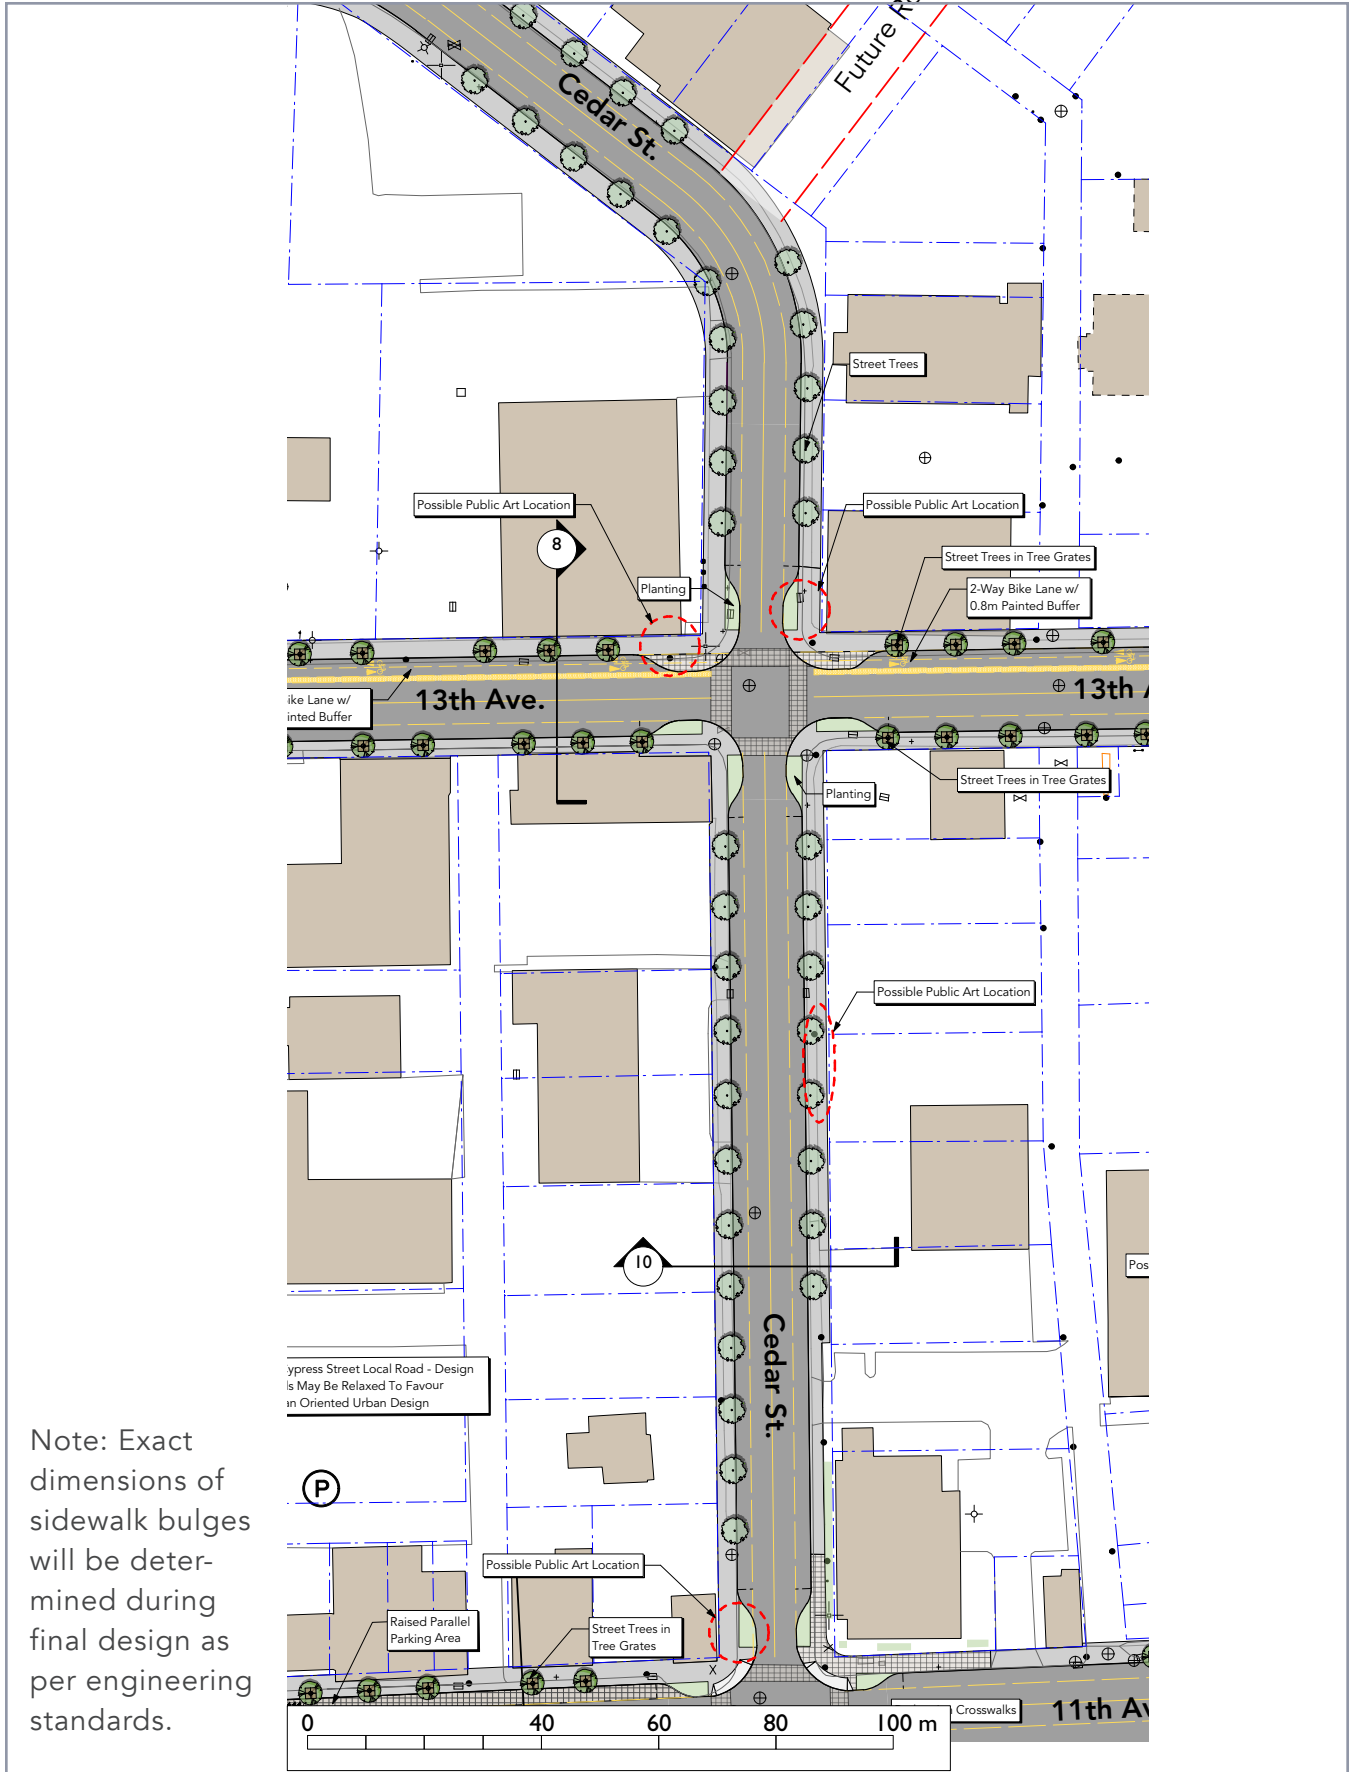 Future
Cedar St.
Street Trees
Possible Public Art Location
Possible Public Art Location
8
Street Trees in Tree Grates
Planting
2-Way Bike Lane w/
0.8m Painted Buffer
ike Lane w/
inted Buffer
13th Ave.
13th
Street Trees in Tree Grates
Planting
Possible Public Art Location
10
Pos
Cedar St.
ypress Street Local Road - Design
ls May Be Relaxed To Favour
an Oriented Urban Design
P
Note: Exact
dimensions of
sidewalk bulges
will be deter-
mined during
final design as
per engineering
standards.
Possible Public Art Location
Raised Parallel
Parking Area
Street Trees in
Tree Grates
Crosswalks
11th Av
0 40 60 80 100 m